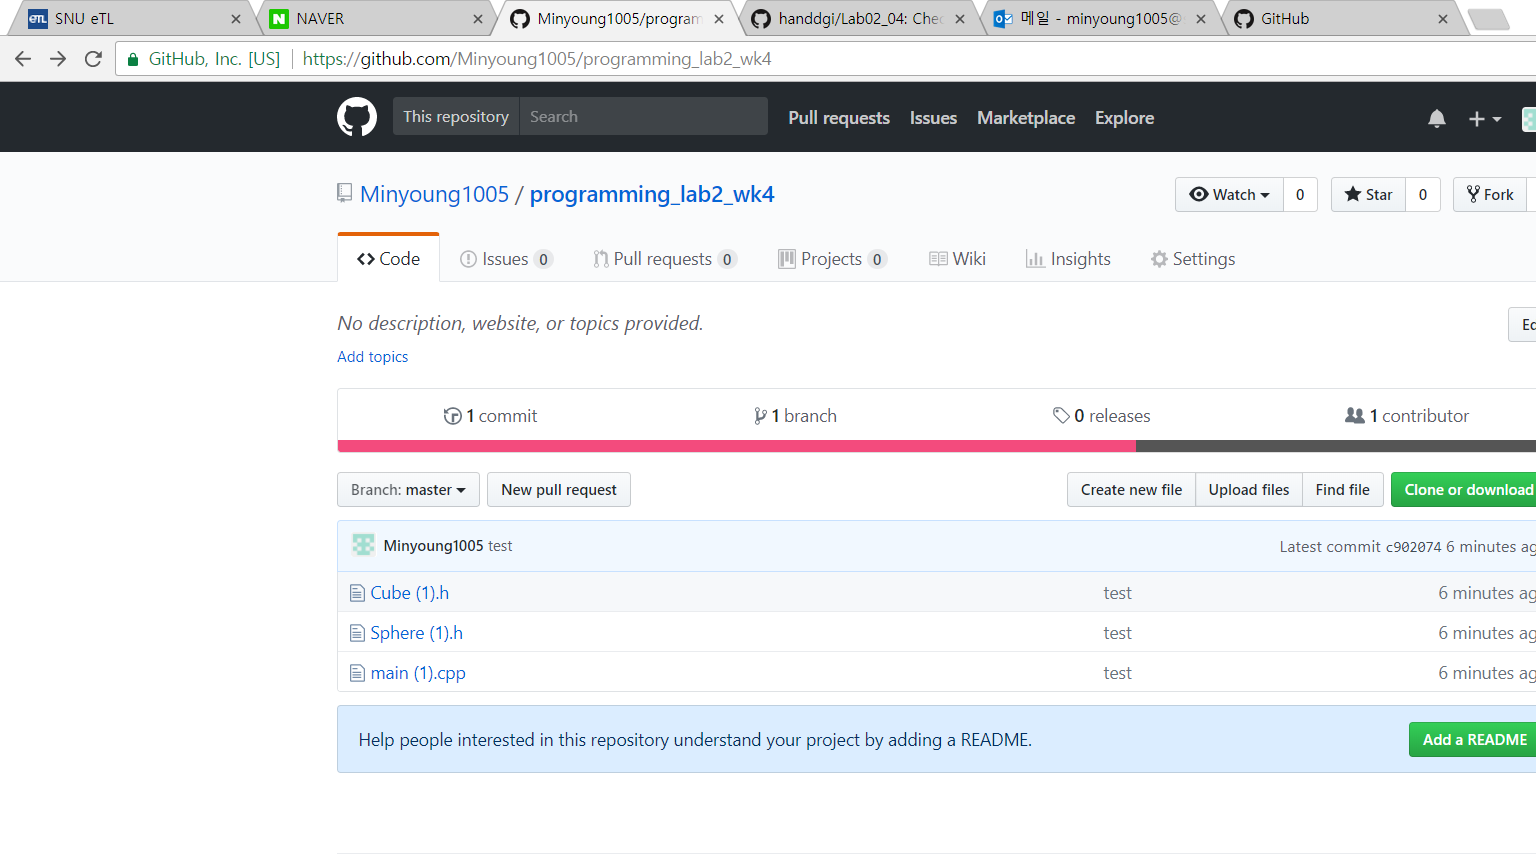 eTL SNU eTL
N NAVER
Minyoung1005/program
handdgi/Lab02_04: Chec
메일 - minyoung1005@
GitHub
GitHub, Inc. [US] https://github.com/Minyoung1005/programming_lab2_wk4
This repository Search Pull requests Issues Marketplace Explore
Minyoung1005 / programming_lab2_wk4
Watch 0 Star 0 Fork
Code Issues 0 Pull requests 0 Projects 0 Wiki Insights Settings
No description, website, or topics provided.
Ed
Add topics
1 commit 1 branch 0 releases 1 contributor
Branch: master New pull request Create new file Upload files Find file Clone or download
Minyoung1005 test Latest commit c902074 6 minutes ag
Cube (1).h test 6 minutes ag
Sphere (1).h test 6 minutes ag
main (1).cpp test 6 minutes ag
Help people interested in this repository understand your project by adding a README. Add a README